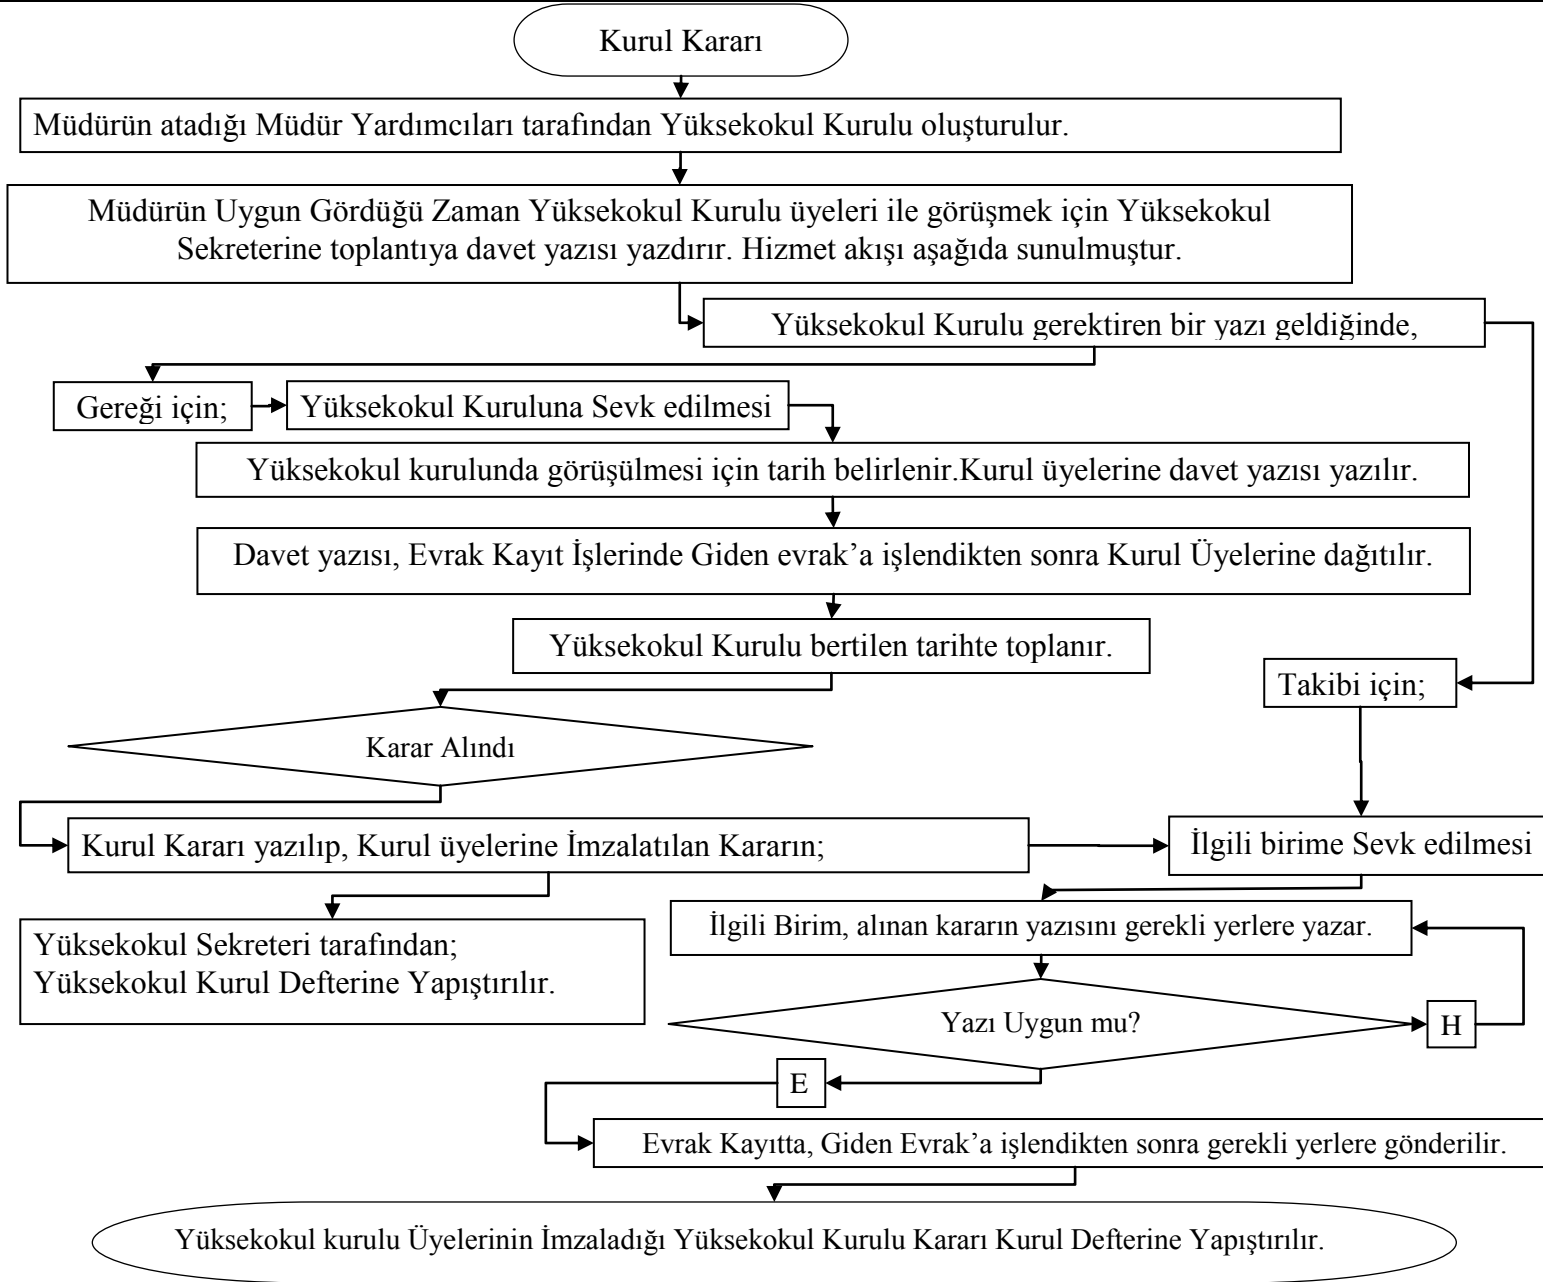 Kurul Kararı
Müdürün atadığı Müdür Yardımcıları tarafından Yüksekokul Kurulu oluşturulur.
Müdürün Uygun Gördüğü Zaman Yüksekokul Kurulu üyeleri ile görüşmek için Yüksekokul
Sekreterine toplantıya davet yazısı yazdırır. Hizmet akışı aşağıda sunulmuştur.
Yüksekokul Kurulu gerektiren bir yazı geldiğinde,
Gereği için;
Yüksekokul Kuruluna Sevk edilmesi
Yüksekokul kurulunda görüşülmesi için tarih belirlenir.Kurul üyelerine davet yazısı yazılır.
Davet yazısı, Evrak Kayıt İşlerinde Giden evrak’a işlendikten sonra Kurul Üyelerine dağıtılır.
Yüksekokul Kurulu bertilen tarihte toplanır.
Takibi için;
Karar Alındı
Kurul Kararı yazılıp, Kurul üyelerine İmzalatılan Kararın;
İlgili birime Sevk edilmesi
Yüksekokul Sekreteri tarafından;
Yüksekokul Kurul Defterine Yapıştırılır.
İlgili Birim, alınan kararın yazısını gerekli yerlere yazar.
Yazı Uygun mu?
H
E
Evrak Kayıtta, Giden Evrak’a işlendikten sonra gerekli yerlere gönderilir.
Yüksekokul kurulu Üyelerinin İmzaladığı Yüksekokul Kurulu Kararı Kurul Defterine Yapıştırılır.